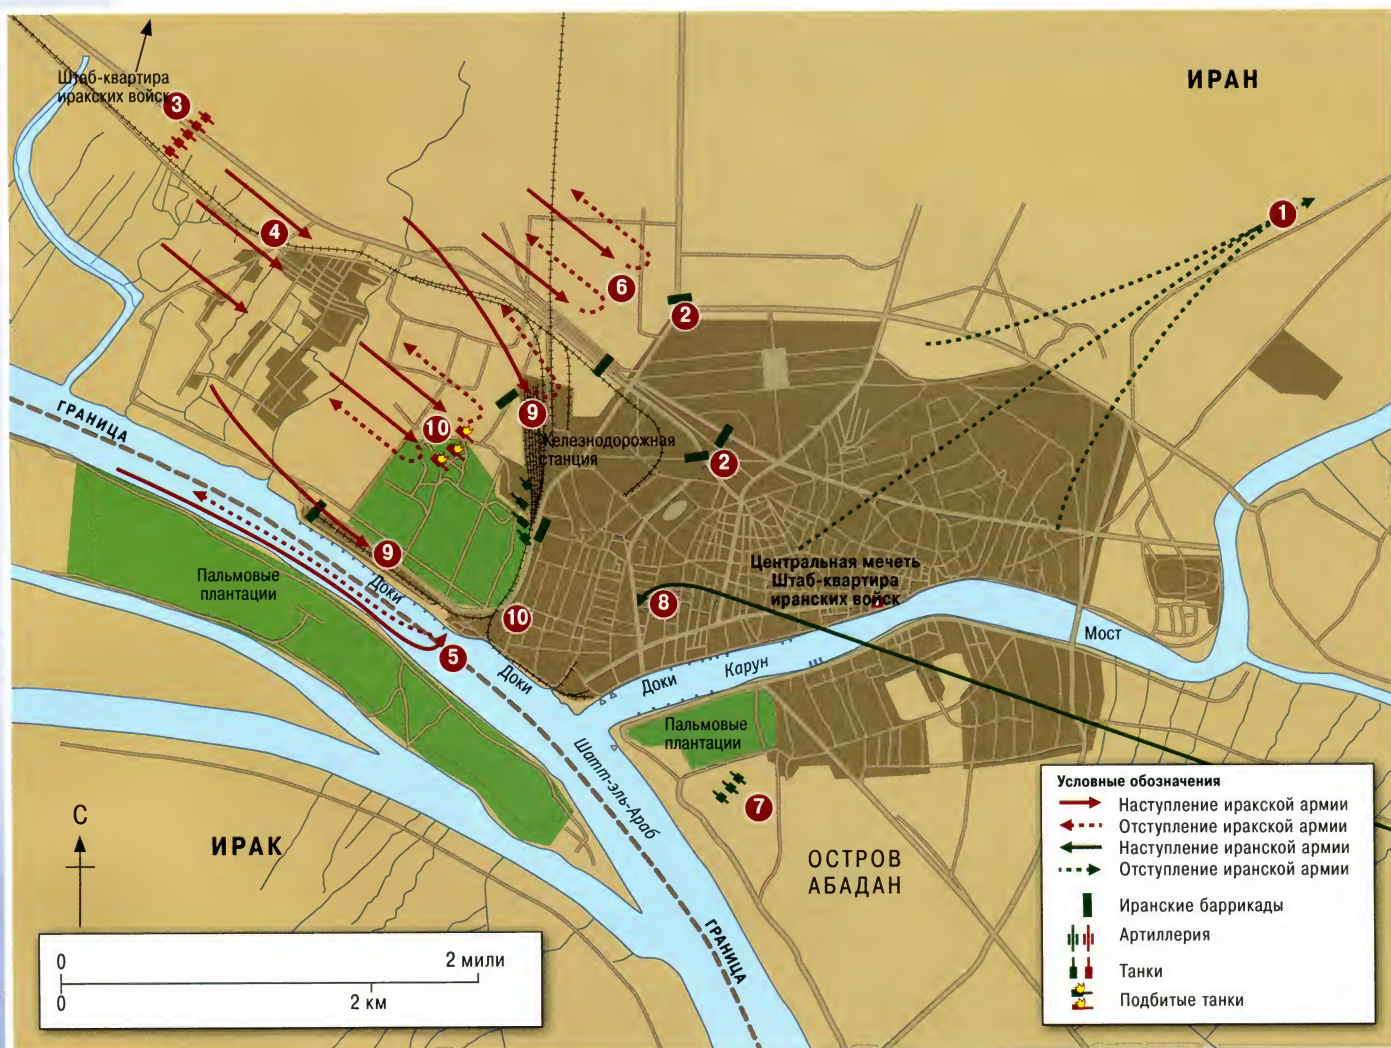 Штаб-квартира
иракских войск
3
ИРАН
1
4
6
2
ГРАНИЦА
10
9
Железнодорожная
станция
2
9
Пальмовые
плантации
Доки
Центральная мечеть
Штаб-квартира
иранских войск
8
10
5
Доки
Доки
Карун
Мост
Пальмовые
плантации
Шатт-эль-Араб
7
С
ИРАК
ОСТРОВ
АБАДАН
ГРАНИЦА
0 2 мили
0 2 км
Условные обозначения
Наступление иракской армии
Отступление иракской армии
Наступление иранской армии
Отступление иранской армии
Иранские баррикады
Артиллерия
Танки
Подбитые танки